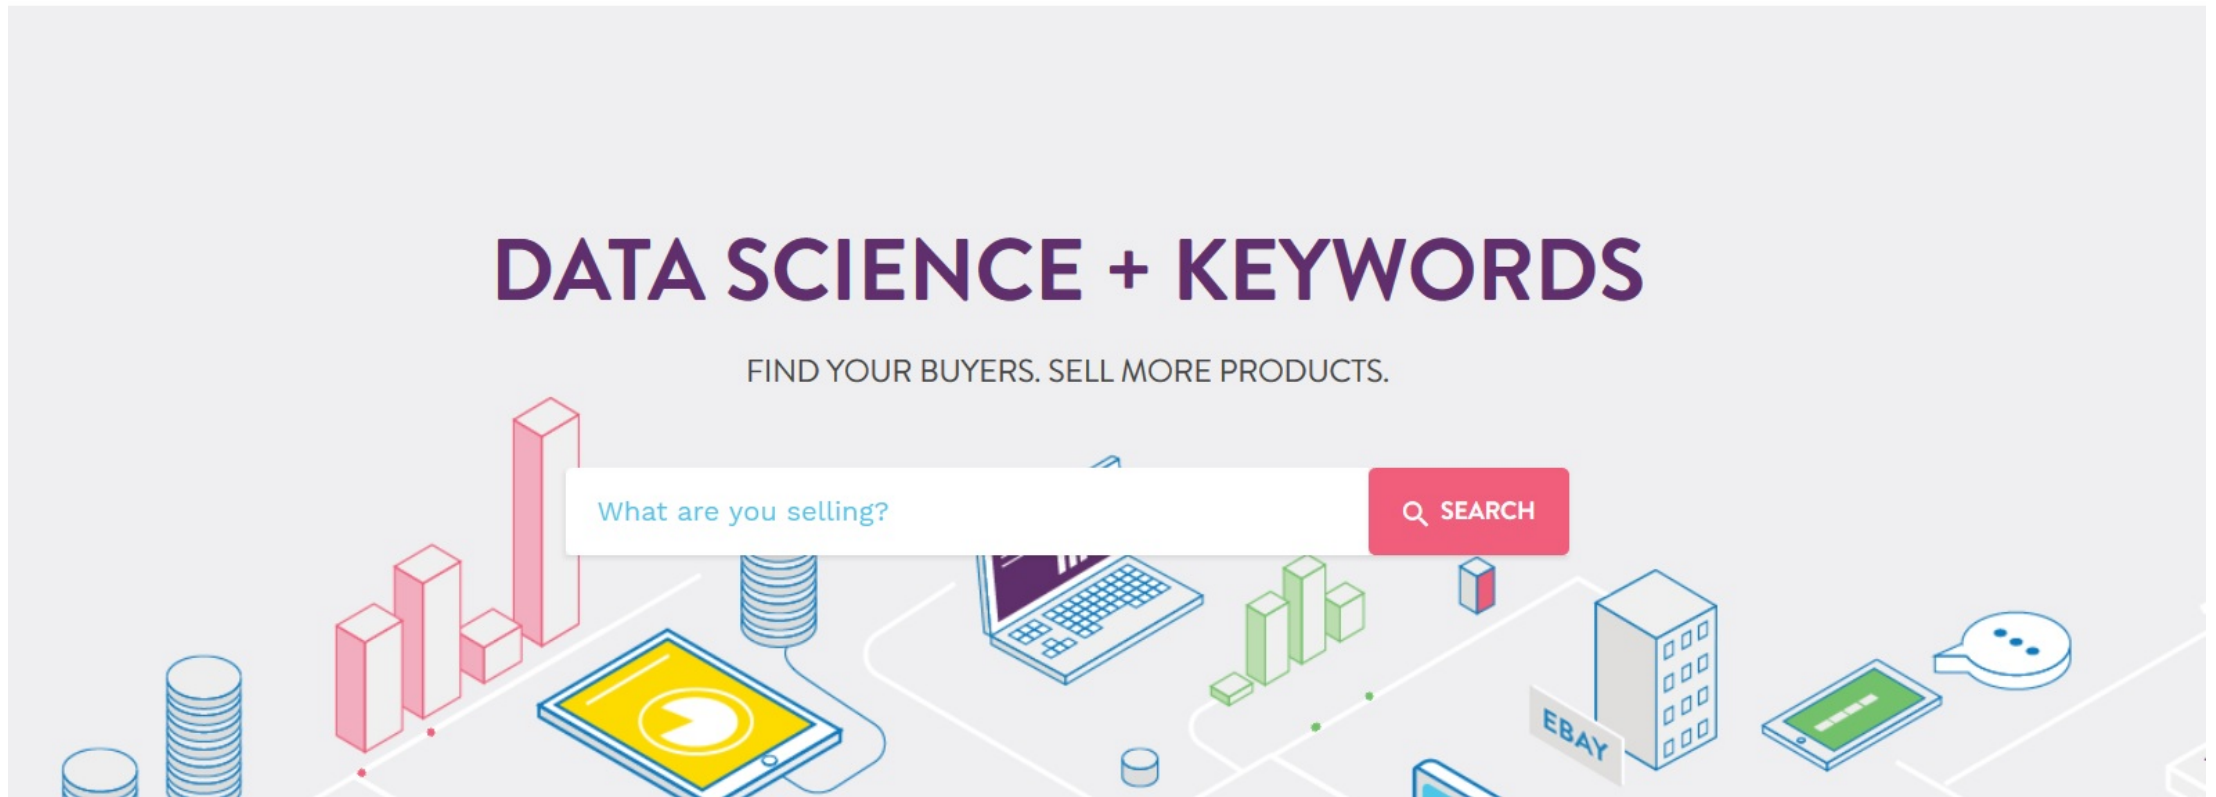 DATA SCIENCE + KEYWORDS
FIND YOUR BUYERS. SELL MORE PRODUCTS.
What are you selling?
SEARCH
EBAY